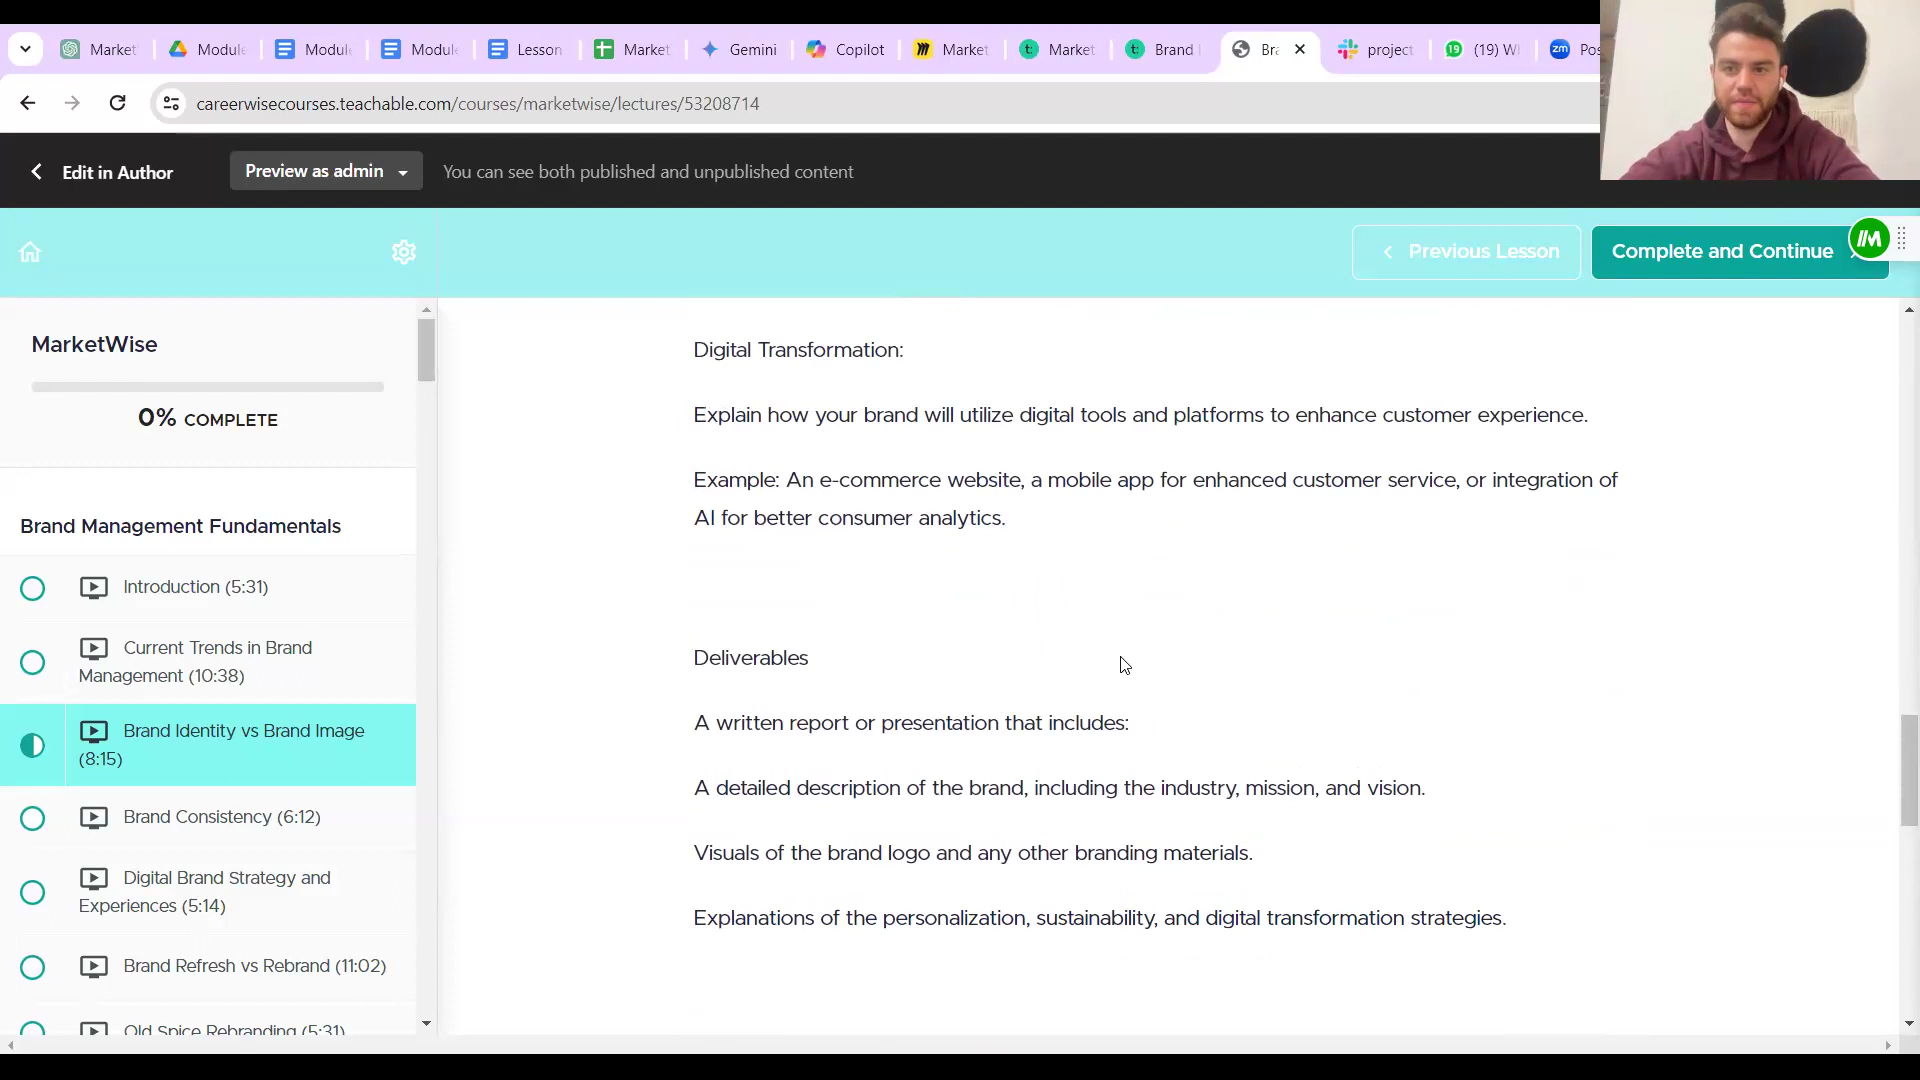 Market
Module
Module
Module
Lesson
Market
Gemini
Copilot
Market
Market
Brand
Bra
project
19
(19) W
zm
Pos
careerwisecourses.teachable.com/courses/marketwise/lectures/53208714
Edit in Author
Preview as admin
You can see both published and unpublished content
Previous Lesson
Complete and Continue
MarketWise
0% COMPLETE
Brand Management Fundamentals
Introduction (5:31)
Current Trends in Brand
Management (10:38)
Brand Identity vs Brand Image
(8:15)
Brand Consistency (6:12)
Digital Brand Strategy and
Experiences (5:14)
Brand Refresh vs Rebrand (11:02)
Old Spice Rebranding (5:31)
Digital Transformation:
Explain how your brand will utilize digital tools and platforms to enhance customer experience.
Example: An e-commerce website, a mobile app for enhanced customer service, or integration of
AI for better consumer analytics.
Deliverables
A written report or presentation that includes:
A detailed description of the brand, including the industry, mission, and vision.
Visuals of the brand logo and any other branding materials.
Explanations of the personalization, sustainability, and digital transformation strategies.